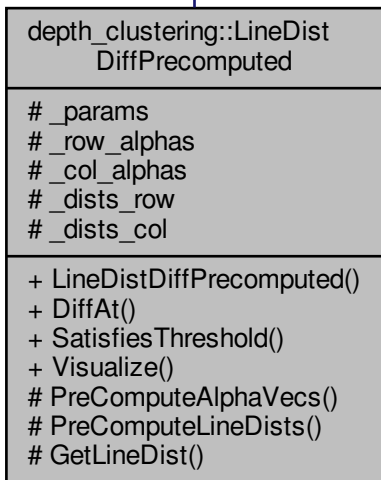 depth_clustering::LineDist
DiffPrecomputed
# _params
# _row_alphas
# _col_alphas
# _dists_row
# _dists_col
+ LineDistDiffPrecomputed()
+ DiffAt()
+ SatisfiesThreshold()
+ Visualize()
# PreComputeAlphaVecs()
# PreComputeLineDists()
# GetLineDist()